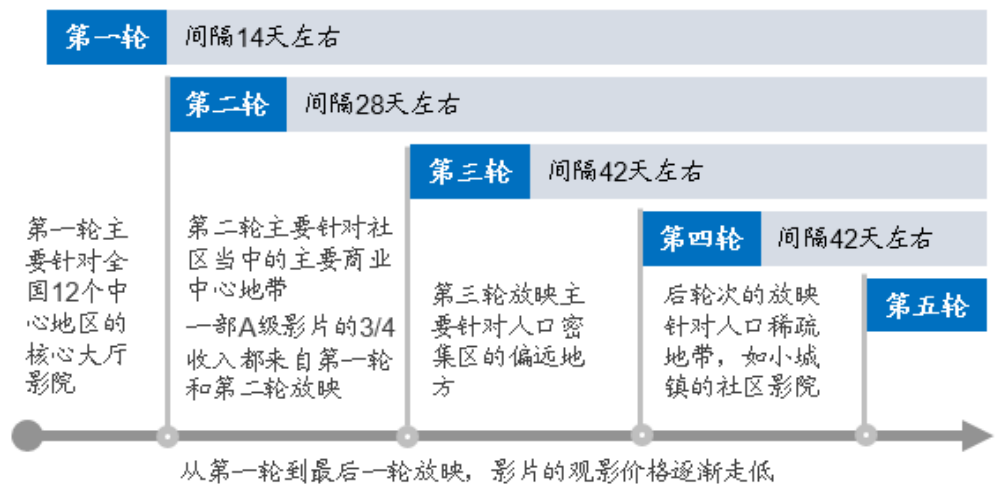 第一轮 间隔14天左右
第二轮 间隔28天左右
第三轮 间隔42天左右
第四轮 间隔42天左右
第五轮
第一轮主
要针对全
国12个中
心地区的
核心大厅
影院
第二轮主要针对社
区当中的主要商业
中心地带
一部A级影片的3/4
收入都来自第一轮
和第二轮放映
第三轮放映主
要针对人口密
集区的偏远地
方
后轮次的放映
针对人口稀疏
地带，如小城
镇的社区影院
从第一轮到最后一轮放映，影片的观影价格逐渐走低